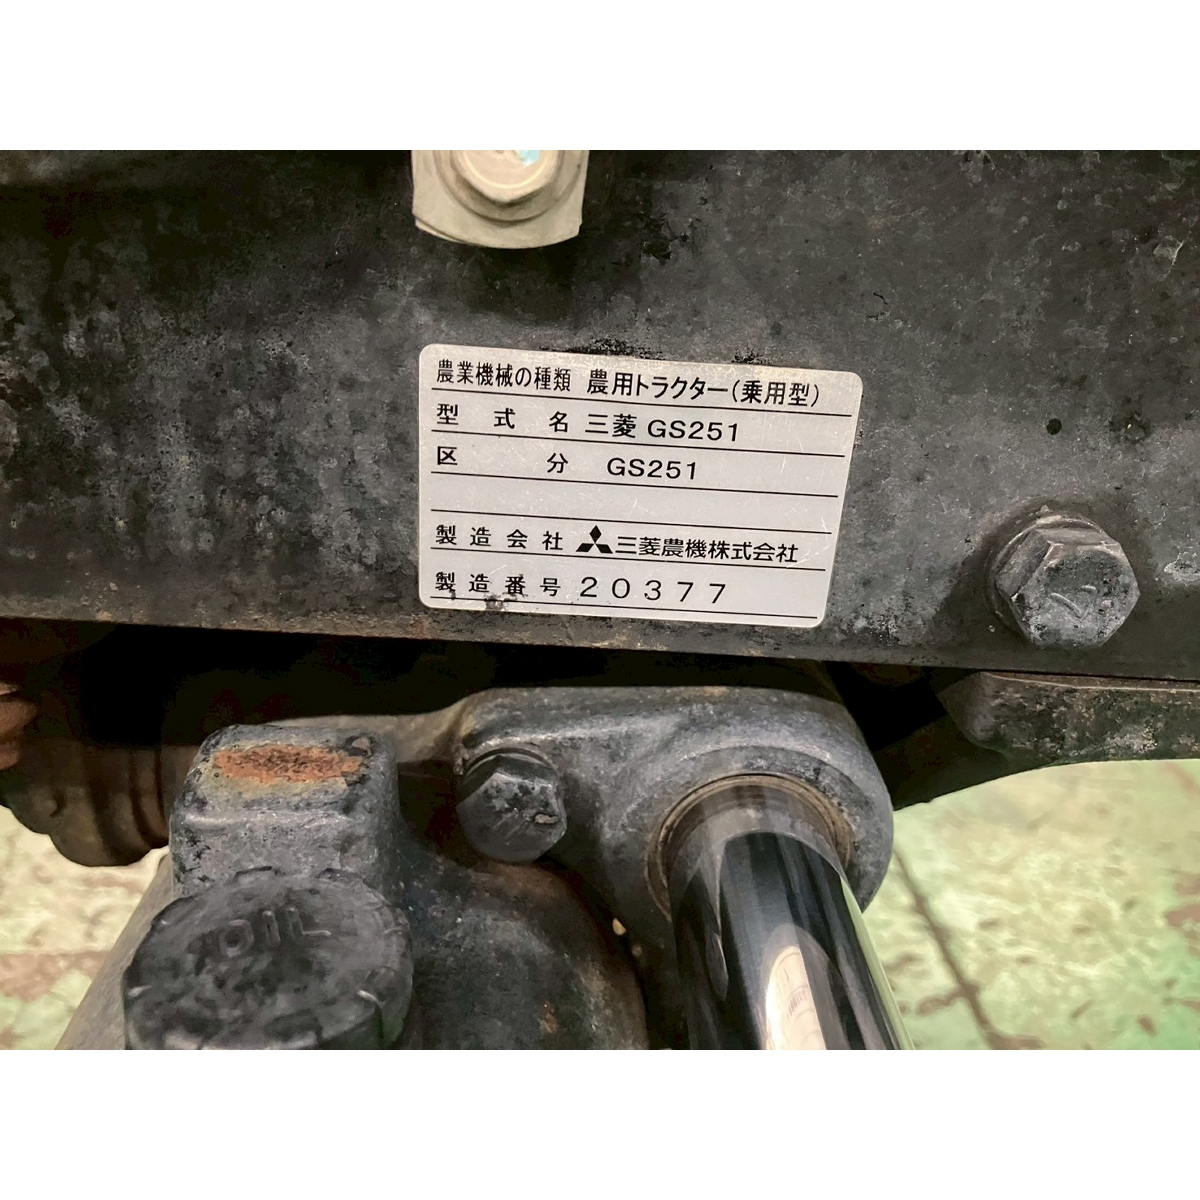 農業機械の種類 農用トラクター(乗用型)
型式名 三菱 GS251
区分 GS251
製造会社 三菱農機株式会社
製造番号 20377
OIL